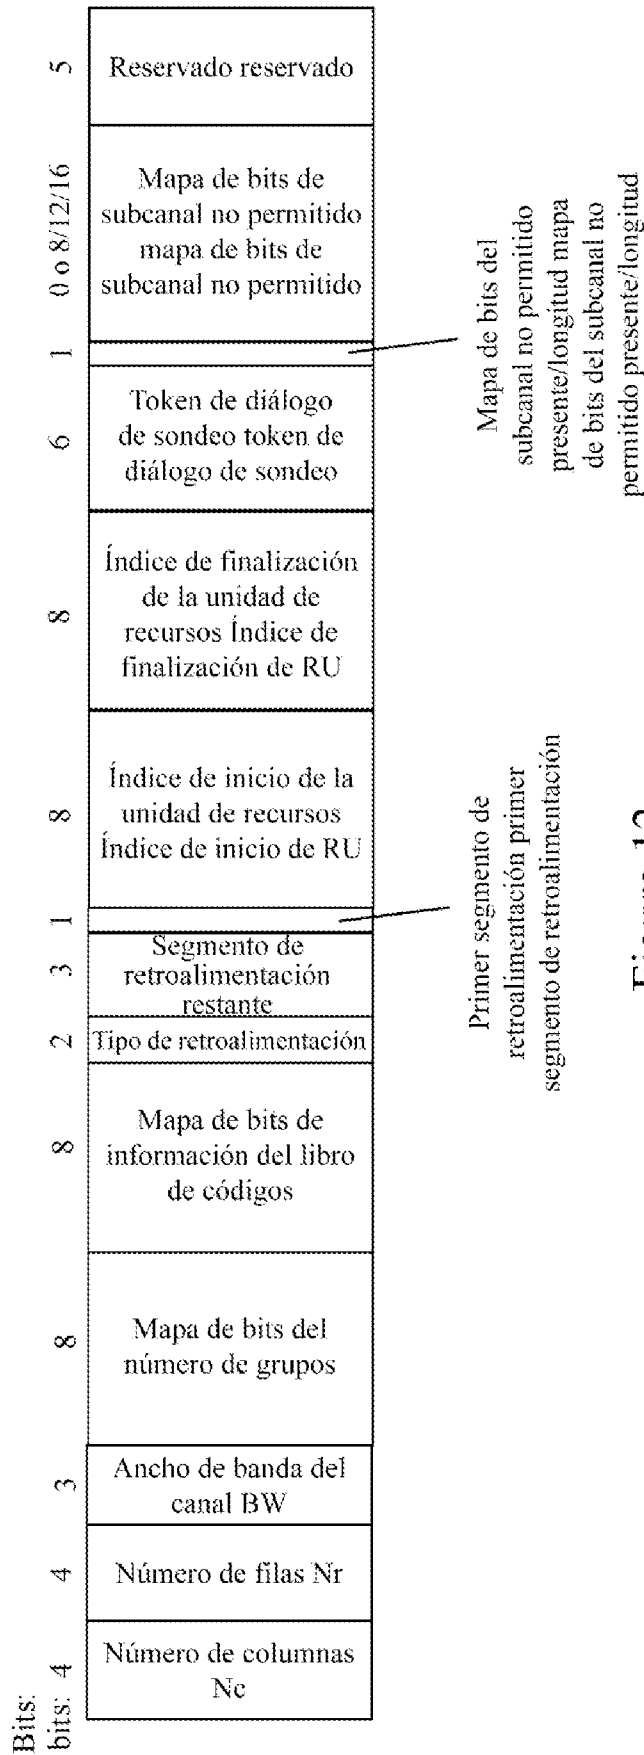 5
Reservado reservado
0 o 8/12/16
Mapa de bits de
subcanal no permitido
mapa de bits de
subcanal no permitido
1
Mapa de bits del
subcanal no permitido
presente/longitud mapa
de bits del subcanal no
permitido presente/longitud
6
Token de diálogo
de sondeo token de
diálogo de sondeo
8
Índice de finalización
de la unidad de
recursos Índice de
finalización de RU
8
Índice de inicio de la
unidad de recursos
Índice de inicio de RU
1
Primer segmento de
retroalimentación primer
segmento de retroalimentación
3
Segmento de
retroalimentación
restante
2
Tipo de retroalimentación
8
Mapa de bits de
información del libro
de códigos
8
Mapa de bits del
número de grupos
3
Ancho de banda del
canal BW
4
Número de filas Nr
4
Número de columnas
Nc
Bits:
bits: